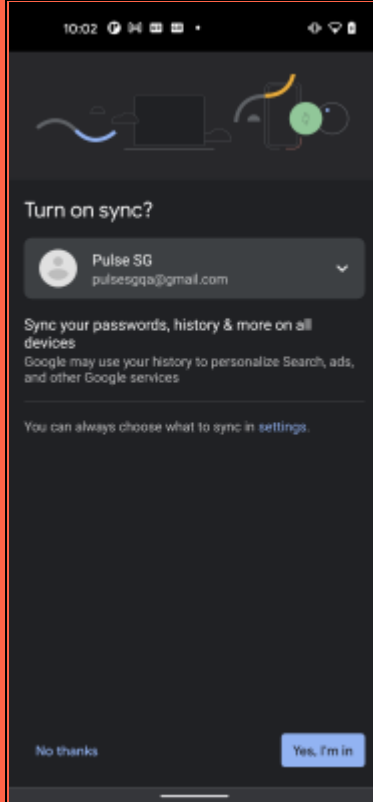 10:02
Turn on sync?
Pulse SG
pulsesgqa@gmail.com
Sync your passwords, history & more on all
devices
Google may use your history to personalize Search, ads,
and other Google services
You can always choose what to sync in settings.
No thanks
Yes, I'm in